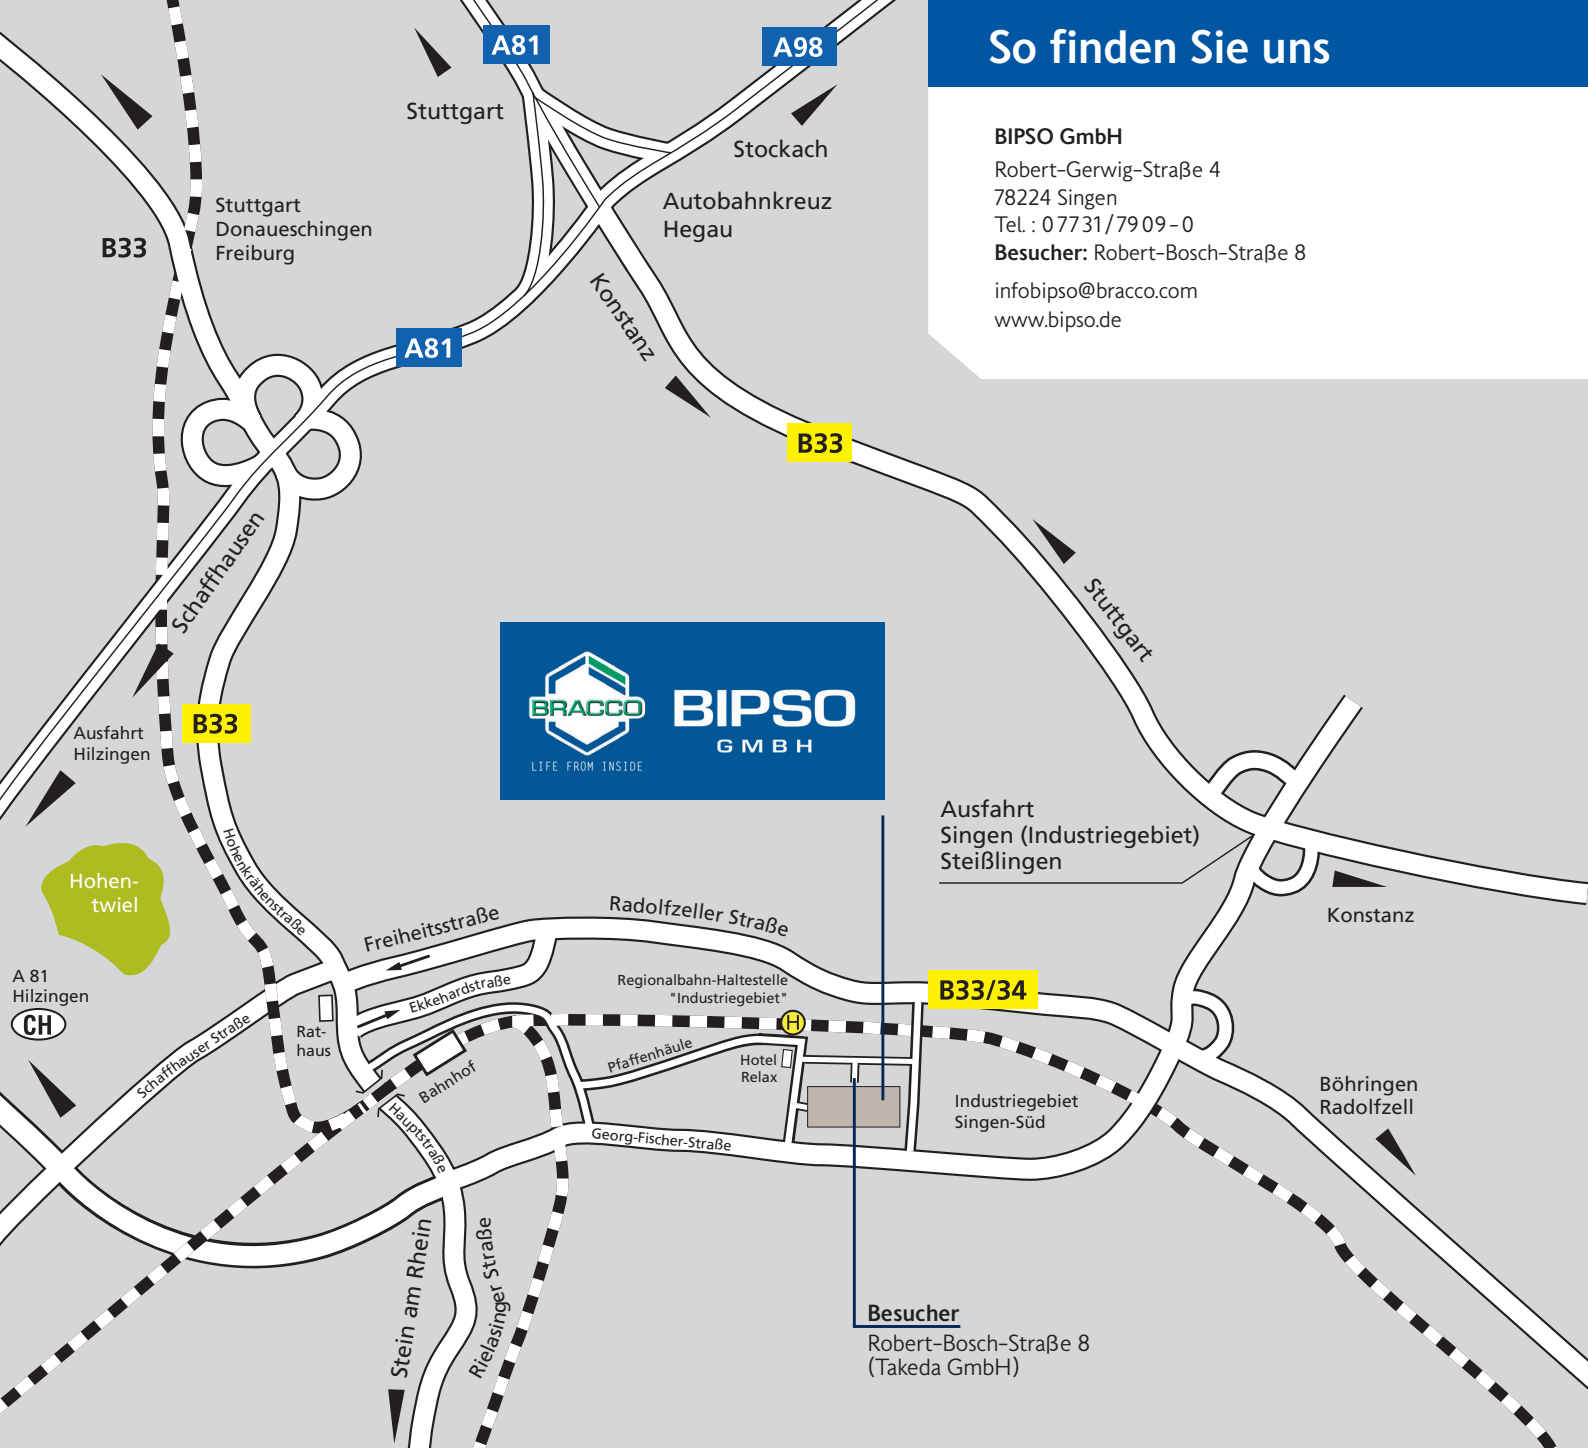 So finden Sie uns
BIPSO GmbH
Robert-Gerwig-Straße 4
78224 Singen
Tel. : 0 77 31 / 79 09 - 0
Besucher: Robert-Bosch-Straße 8
infobipso@bracco.com
www.bipso.de
A81
A98
Stuttgart
Stockach
Autobahnkreuz
Hegau
Stuttgart
Donaueschingen
Freiburg
B33
A81
Konstanz
B33
Schaffhausen
Stuttgart
B33
Ausfahrt
Hilzingen
BRACCO
LIFE FROM INSIDE
BIPSO
GMBH
Ausfahrt
Singen (Industriegebiet)
Steißlingen
Konstanz
Hohen-
twiel
Hohenkrähenstraße
Freiheitsstraße
Radolfzeller Straße
A 81
Hilzingen
CH
Ekkehardstraße
Regionalbahn-Haltestelle
"Industriegebiet"
H
B33/34
Schaffhauser Straße
Rat-
haus
Bahnhof
Pfaffenhäule
Hotel
Relax
Hauptstraße
Georg-Fischer-Straße
Industriegebiet
Singen-Süd
Böhringen
Radolfzell
Stein am Rhein
Rielasinger Straße
Besucher
Robert-Bosch-Straße 8
(Takeda GmbH)